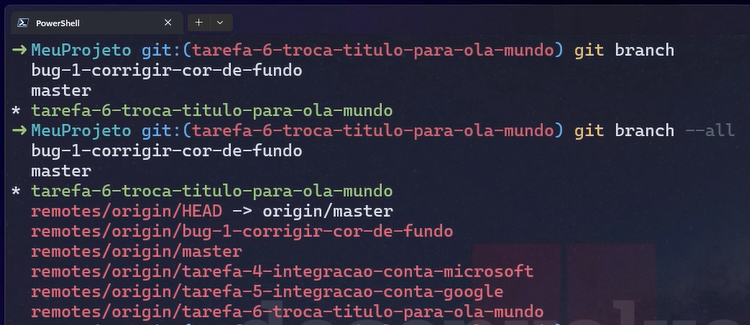 PowerShell
→ MeuProjeto git:(tarefa-6-troca-titulo-para-ola-mundo) git branch
bug-1-corrigir-cor-de-fundo
master
* tarefa-6-troca-titulo-para-ola-mundo
→ MeuProjeto git:(tarefa-6-troca-titulo-para-ola-mundo) git branch --all
bug-1-corrigir-cor-de-fundo
master
* tarefa-6-troca-titulo-para-ola-mundo
remotes/origin/HEAD -> origin/master
remotes/origin/bug-1-corrigir-cor-de-fundo
remotes/origin/master
remotes/origin/tarefa-4-integracao-conta-microsoft
remotes/origin/tarefa-5-integracao-conta-google
remotes/origin/tarefa-6-troca-titulo-para-ola-mundo